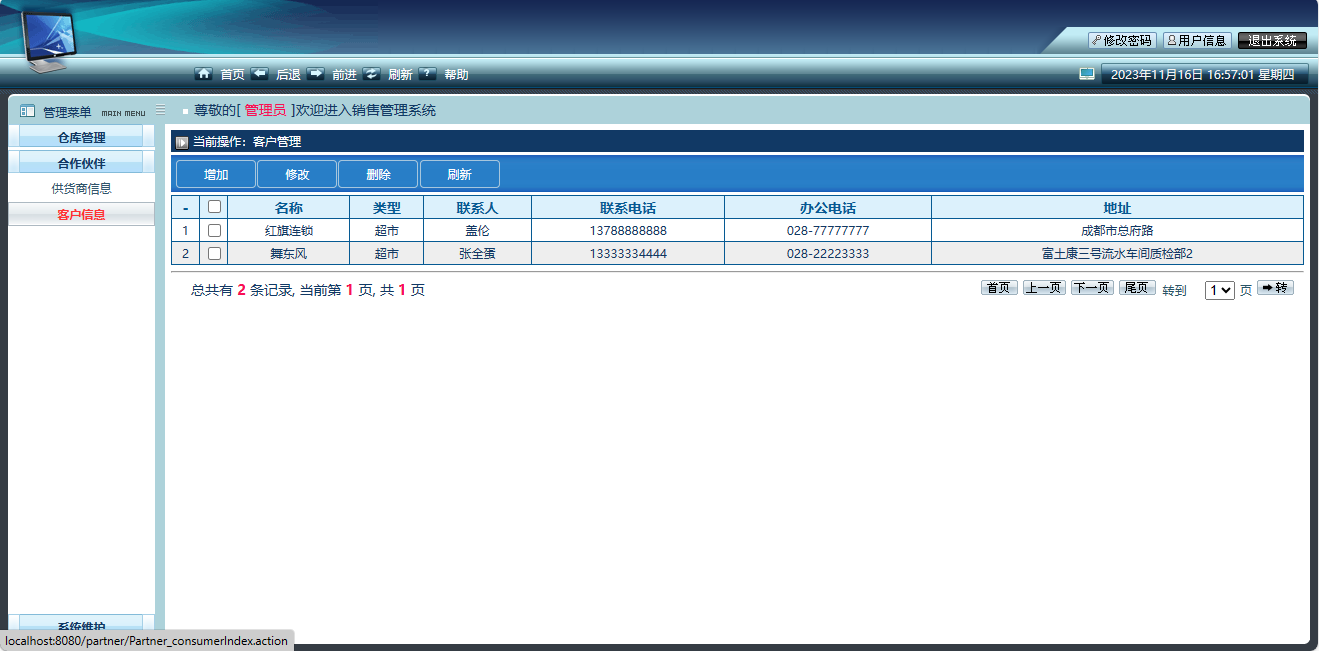 修改密码 用户信息 退出系统
首页 后退 前进 刷新 帮助
2023年11月16日 16:57:01 星期四
管理菜单 MAIN MENU
尊敬的[ 管理员 ]欢迎进入销售管理系统
仓库管理
合作伙伴
供货商信息
客户信息
系统维护
当前操作：客户管理
增加 修改 删除 刷新
- 名称 类型 联系人 联系电话 办公电话 地址
1 红旗连锁 超市 盖伦 13788888888 028-77777777 成都市总府路
2 舞东风 超市 张全蛋 13333334444 028-22223333 富土康三号流水车间质检部2
总共有 2 条记录, 当前第 1 页, 共 1 页
首页 上一页 下一页 尾页 转到 1 页 转
localhost:8080/partner/Partner_consumerIndex.action